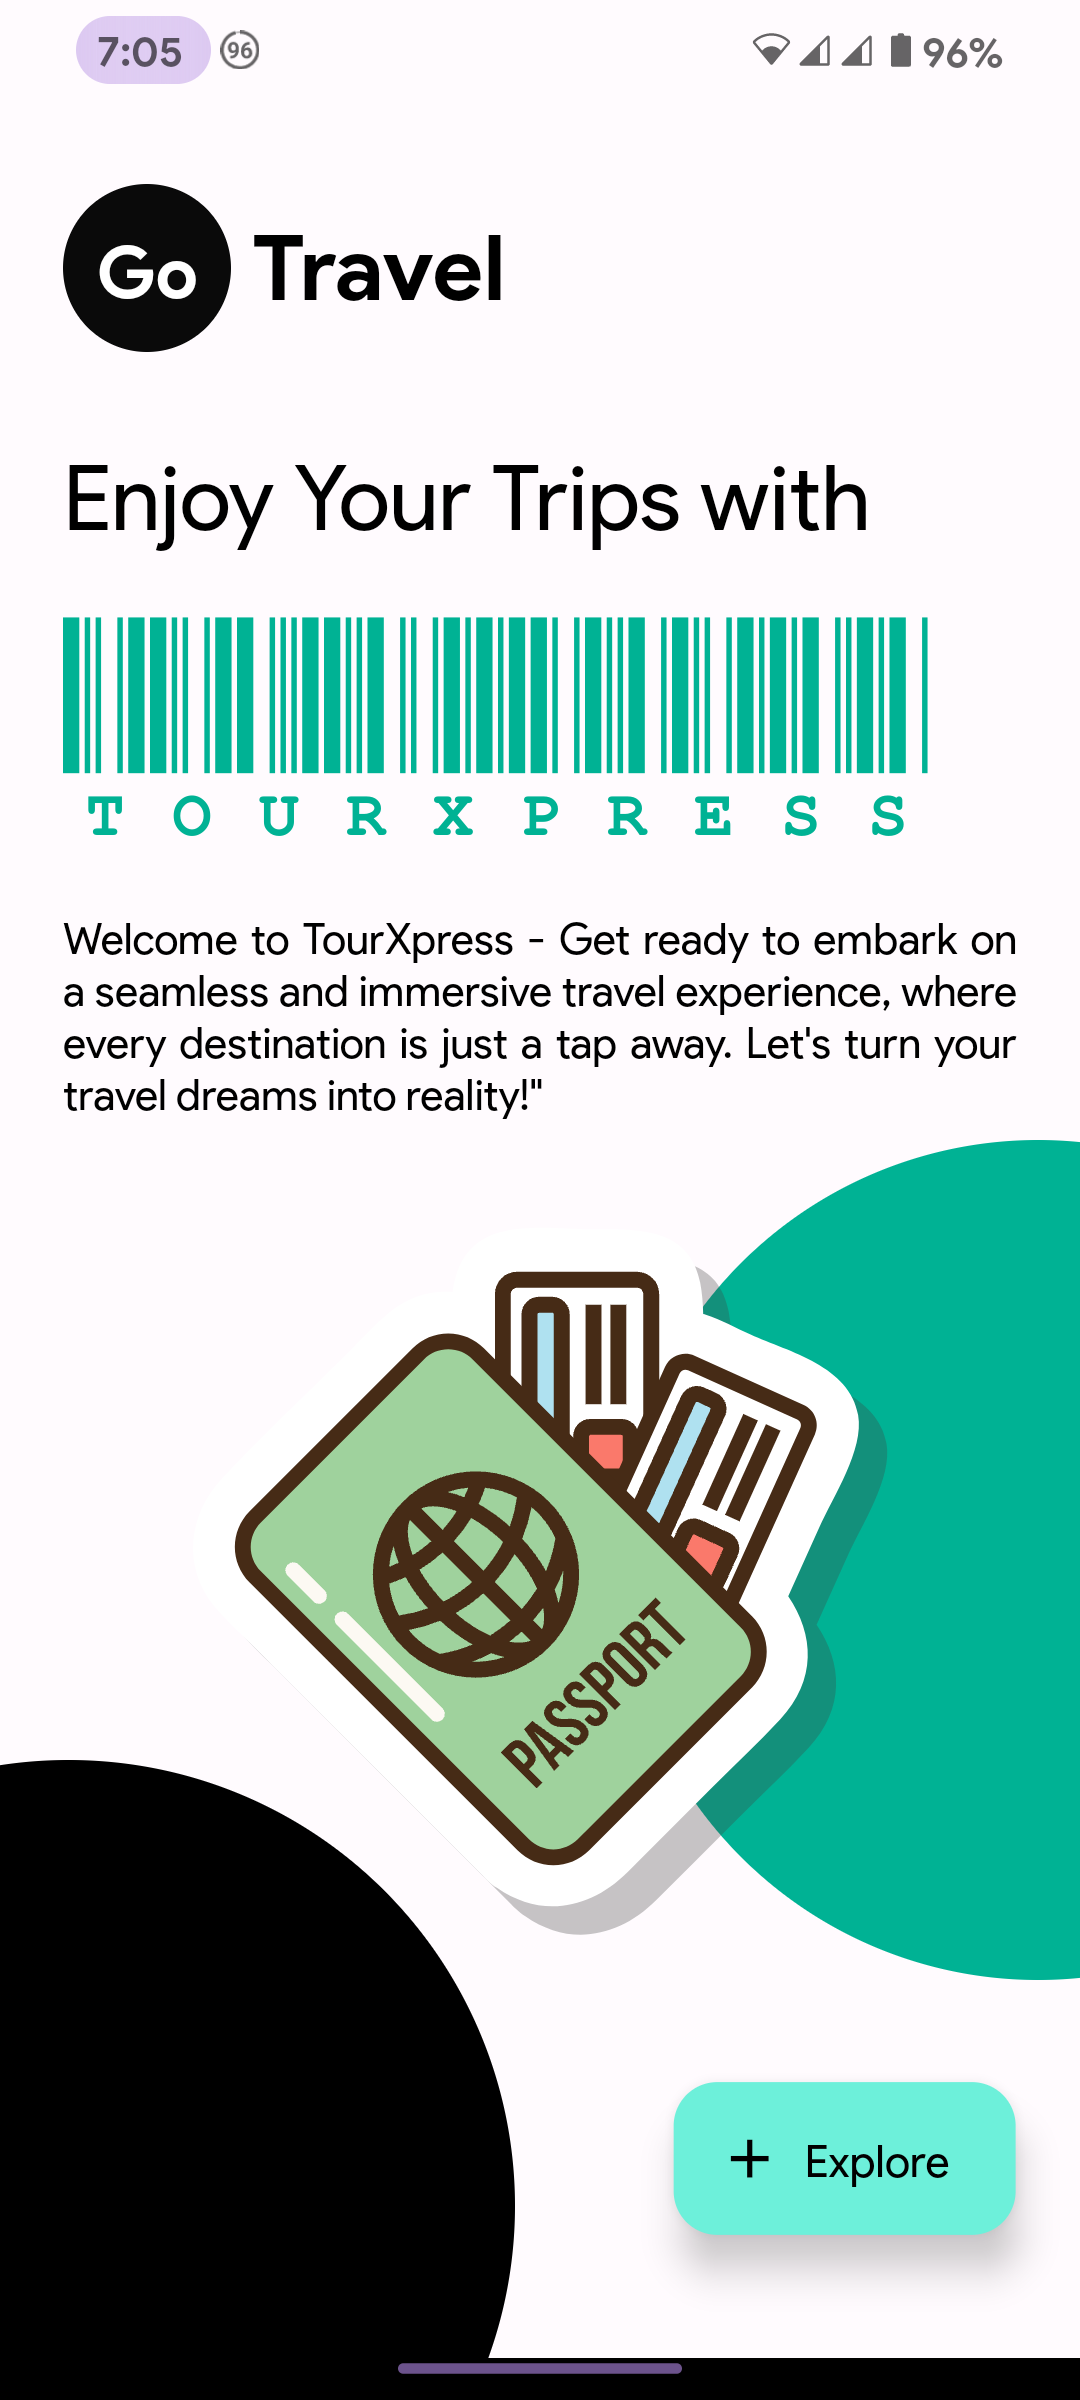 7:05 96 96%
Go Travel
Enjoy Your Trips with
T O U R X P R E S S
Welcome to TourXpress - Get ready to embark on
a seamless and immersive travel experience, where
every destination is just a tap away. Let's turn your
travel dreams into reality!"
PASSPORT
+ Explore